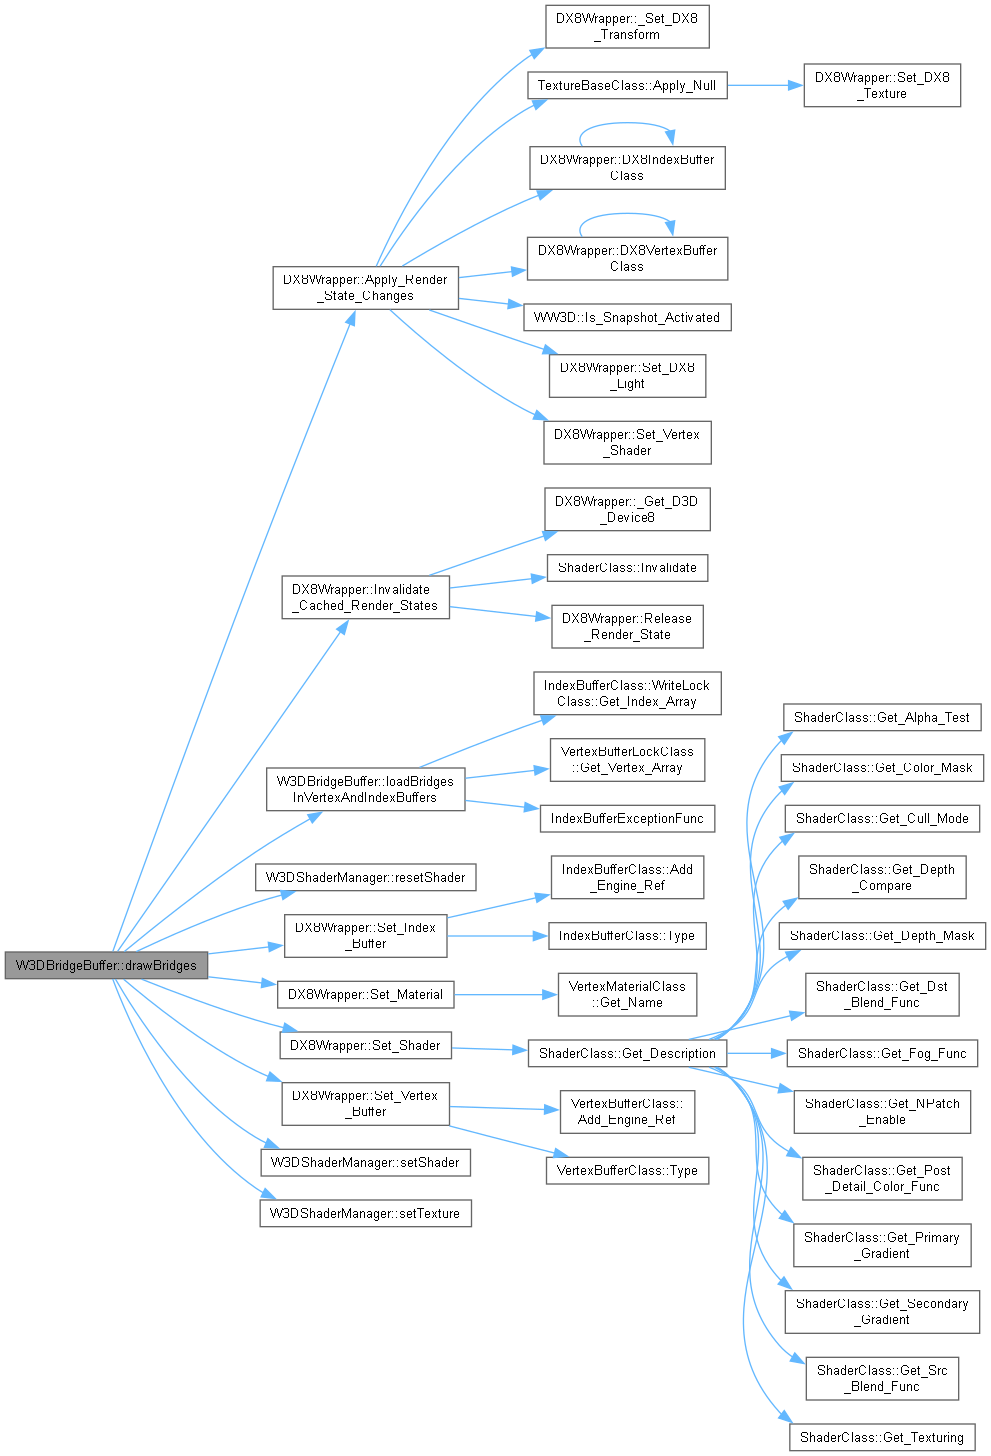 DX8Wrapper::_Set_DX8
_Transform
TextureBaseClass::Apply_Null
DX8Wrapper::Set_DX8
_Texture
DX8Wrapper::DX8IndexBuffer
Class
DX8Wrapper::DX8VertexBuffer
Class
DX8Wrapper::Apply_Render
_State_Changes
WW3D::Is_Snapshot_Activated
DX8Wrapper::Set_DX8
_Light
DX8Wrapper::Set_Vertex
_Shader
DX8Wrapper::_Get_D3D
_Device8
ShaderClass::Invalidate
DX8Wrapper::Invalidate
_Cached_Render_States
DX8Wrapper::Release
_Render_State
IndexBufferClass::WriteLock
Class::Get_Index_Array
ShaderClass::Get_Alpha_Test
VertexBufferLockClass
::Get_Vertex_Array
ShaderClass::Get_Color_Mask
W3DBridgeBuffer::loadBridges
InVertexAndIndexBuffers
IndexBufferExceptionFunc
ShaderClass::Get_Cull_Mode
W3DShaderManager::resetShader
IndexBufferClass::Add
_Engine_Ref
ShaderClass::Get_Depth
_Compare
DX8Wrapper::Set_Index
_Buffer
IndexBufferClass::Type
ShaderClass::Get_Depth_Mask
W3DBridgeBuffer::drawBridges
DX8Wrapper::Set_Material
VertexMaterialClass
::Get_Name
ShaderClass::Get_Dst
_Blend_Func
DX8Wrapper::Set_Shader
ShaderClass::Get_Description
ShaderClass::Get_Fog_Func
DX8Wrapper::Set_Vertex
_Buffer
VertexBufferClass::
Add_Engine_Ref
ShaderClass::Get_NPatch
_Enable
W3DShaderManager::setShader
VertexBufferClass::Type
ShaderClass::Get_Post
_Detail_Color_Func
W3DShaderManager::setTexture
ShaderClass::Get_Primary
_Gradient
ShaderClass::Get_Secondary
_Gradient
ShaderClass::Get_Src
_Blend_Func
ShaderClass::Get_Texturing